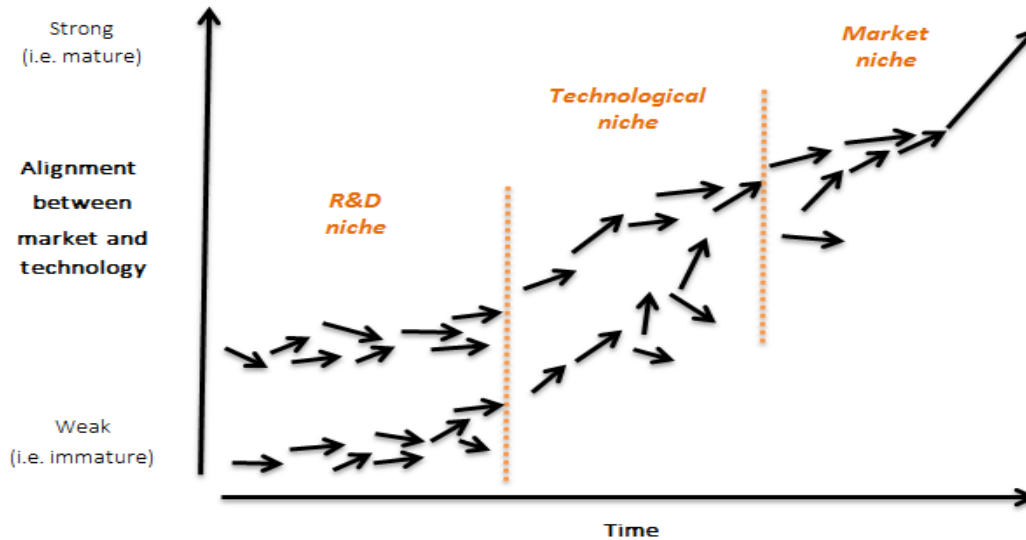 Strong
(i.e. mature)
Market
niche
Technological
niche
Alignment
between
market and
technology
R&D
niche
Weak
(i.e. immature)
Time